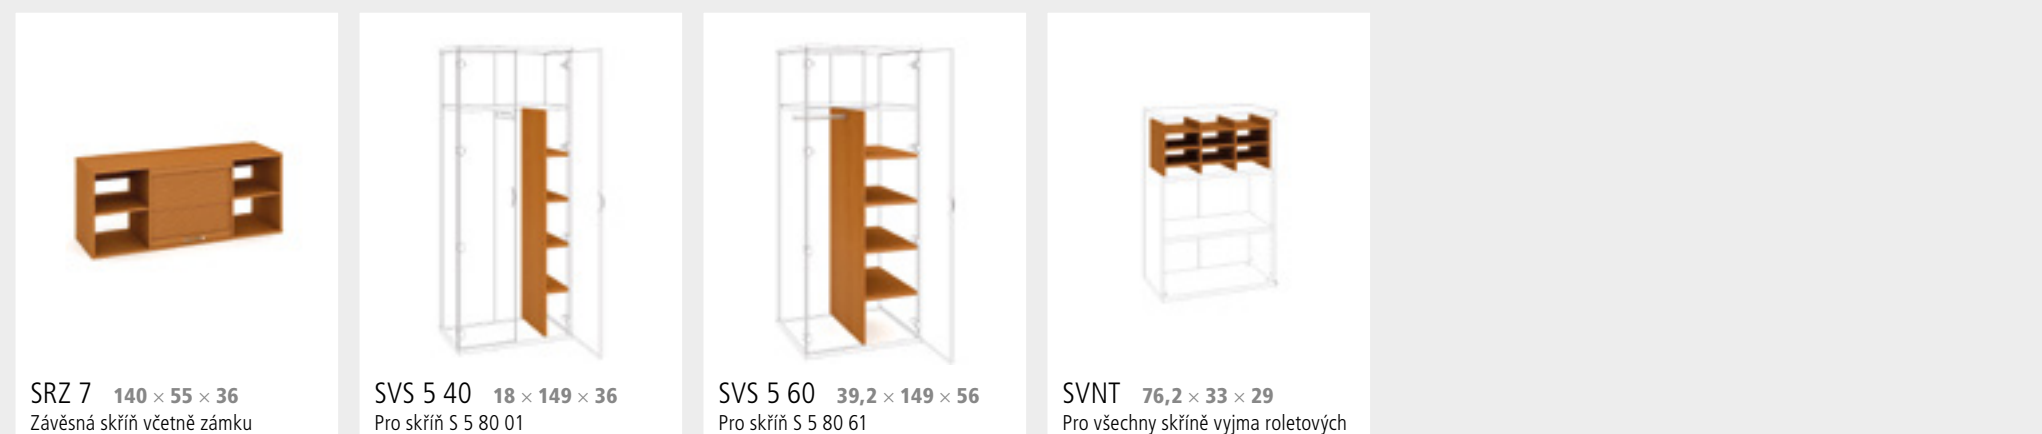 SRZ 7 140 × 55 × 36
Závěsná skříň včetně zámku
SVS 5 40 18 × 149 × 36
Pro skříň S 5 80 01
SVS 5 60 39,2 × 149 × 56
Pro skříň S 5 80 61
SVNT 76,2 × 33 × 29
Pro všechny skříně vyjma roletových